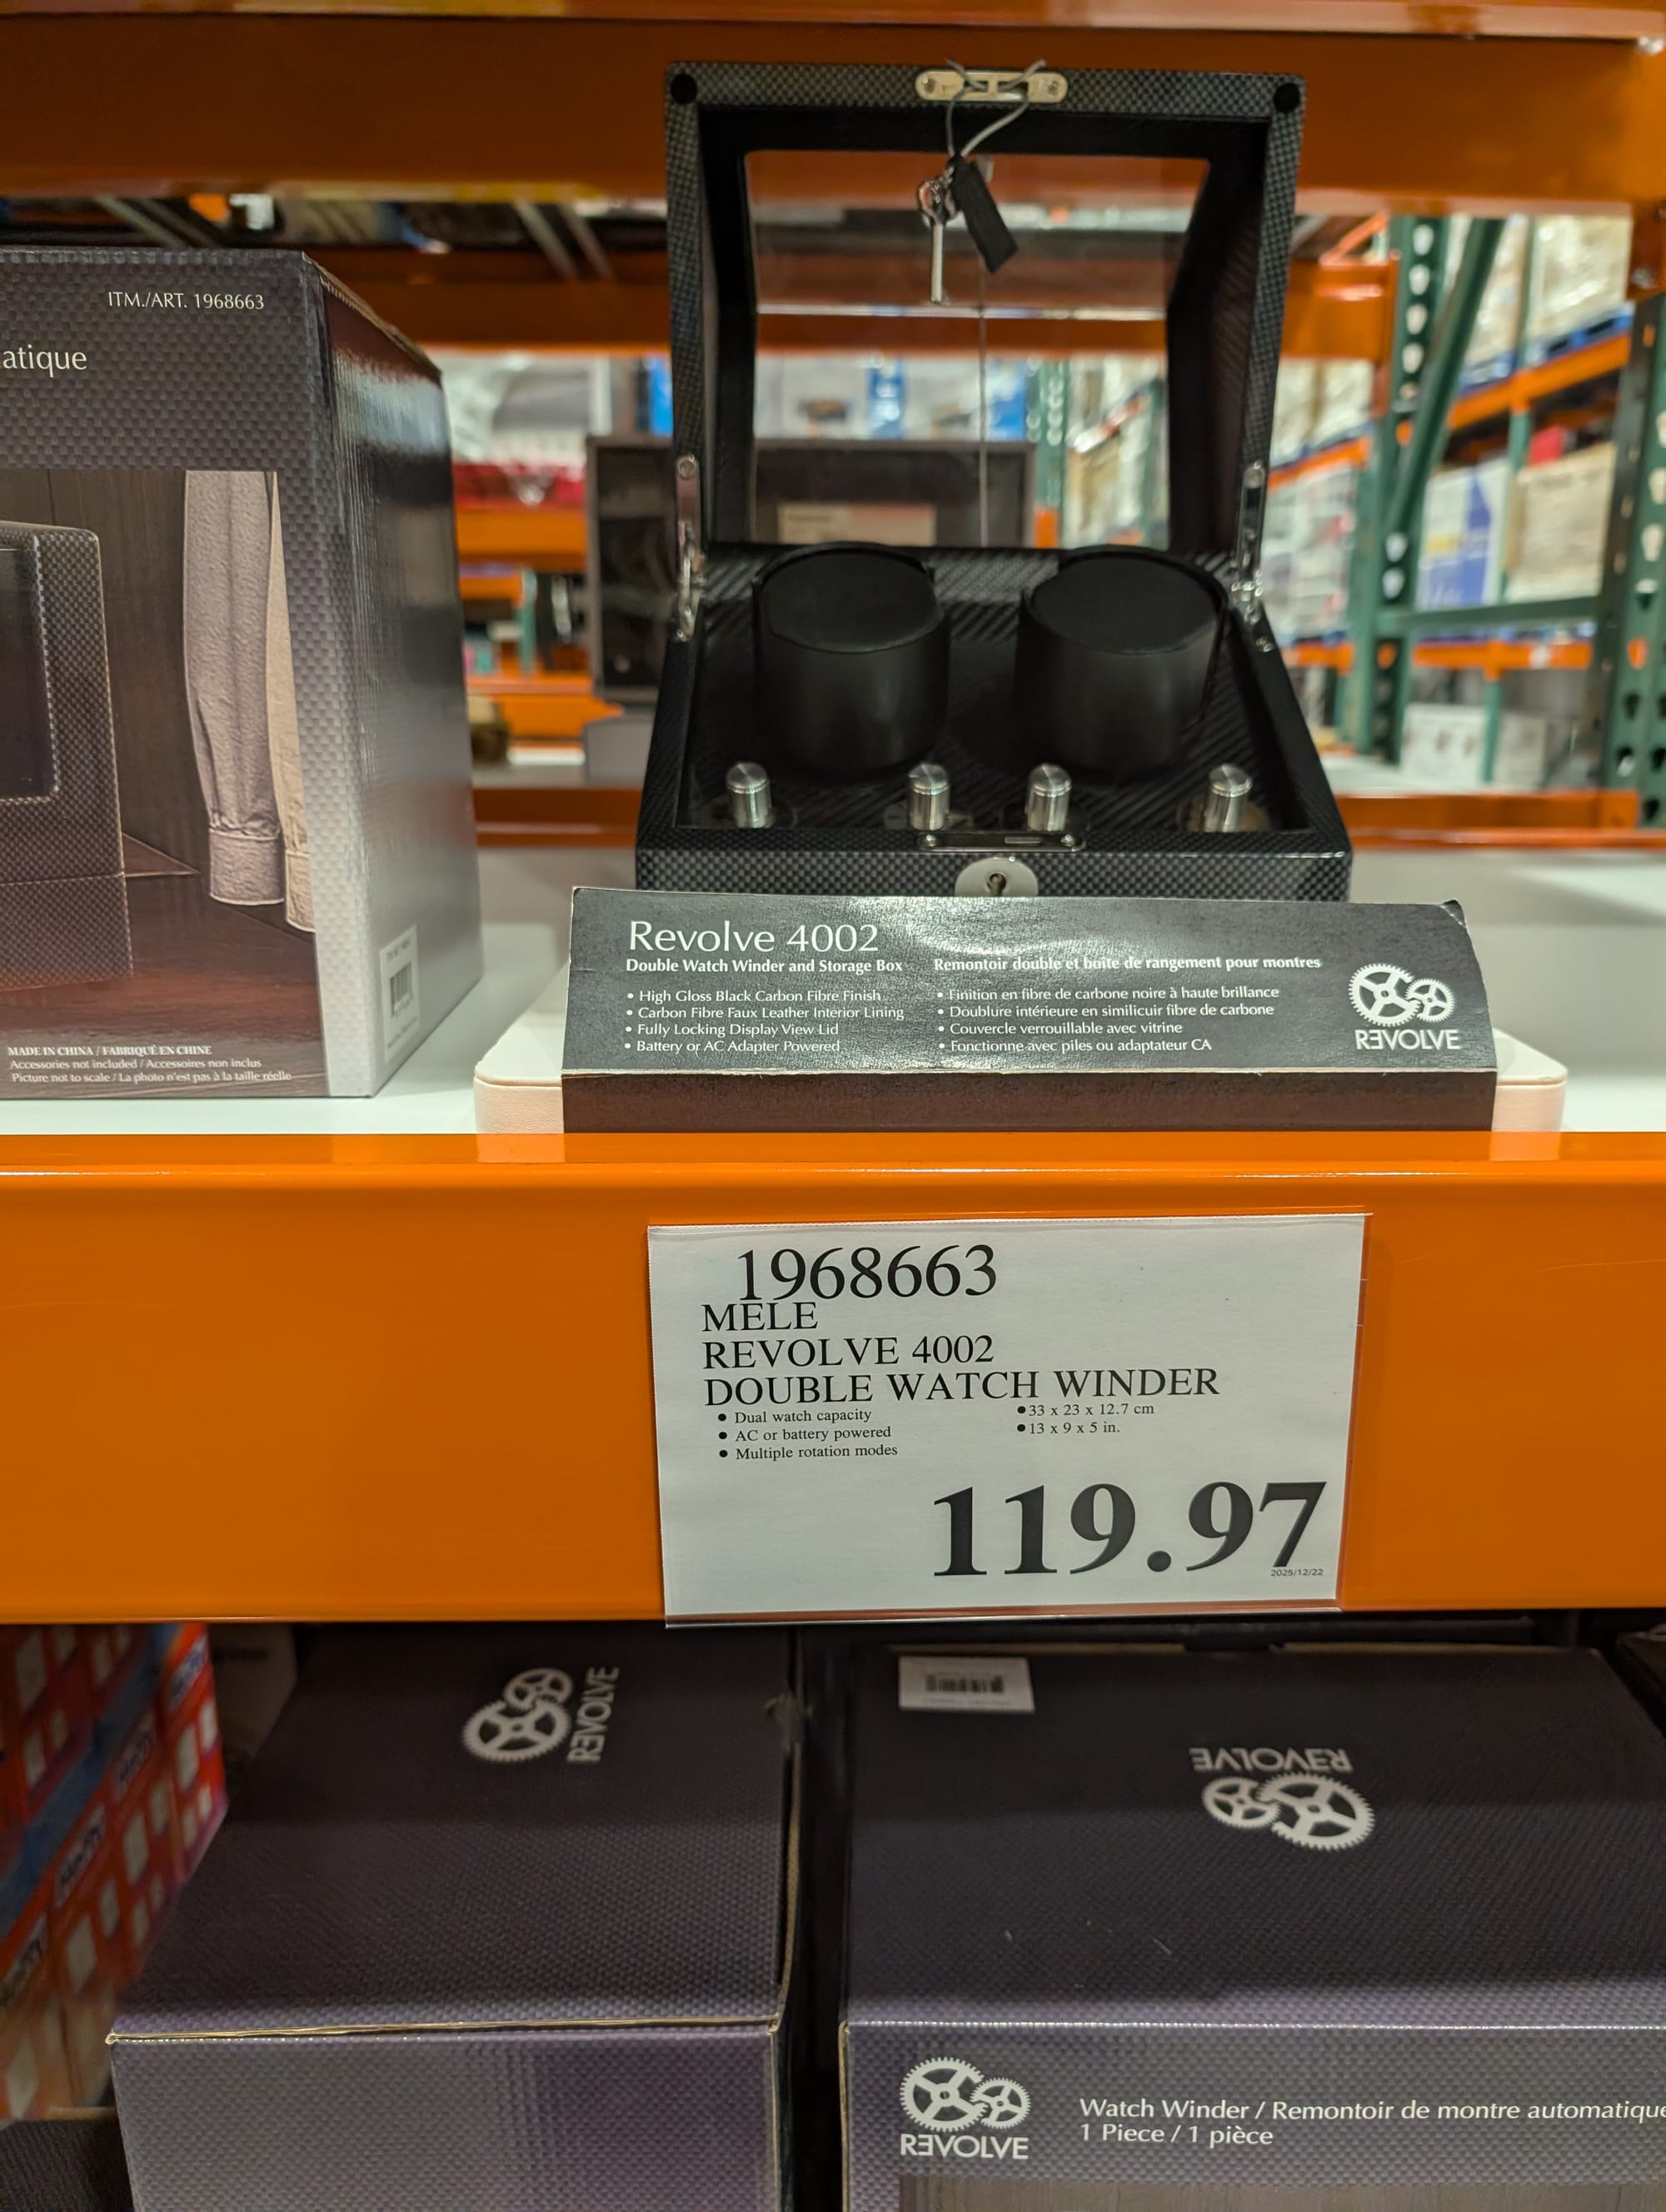 ITM./ART. 1968663
atique
MADE IN CHINA / FABRIQUÉ EN CHINE
Accessories not included / Accessoires non inclus
Picture not to scale / La photo n'est pas à la taille réelle
Revolve 4002
Double Watch Winder and Storage Box
• High Gloss Black Carbon Fibre Finish
• Carbon Fibre Faux Leather Interior Lining
• Fully Locking Display View Lid
• Battery or AC Adapter Powered
Remontoir double et boîte de rangement pour montres
• Finition en fibre de carbone noire à haute brillance
• Doublure intérieure en similicuir fibre de carbone
• Couvercle verrouillable avec vitrine
• Fonctionne avec piles ou adaptateur CA
REVOLVE
1968663
MELE
REVOLVE 4002
DOUBLE WATCH WINDER
• Dual watch capacity
• AC or battery powered
• Multiple rotation modes
• 33 x 23 x 12.7 cm
• 13 x 9 x 5 in.
119.97
2025/12/22
REVOLVE
REVOLVE
REVOLVE
Watch Winder / Remontoir de montre automatique
1 Piece / 1 pièce